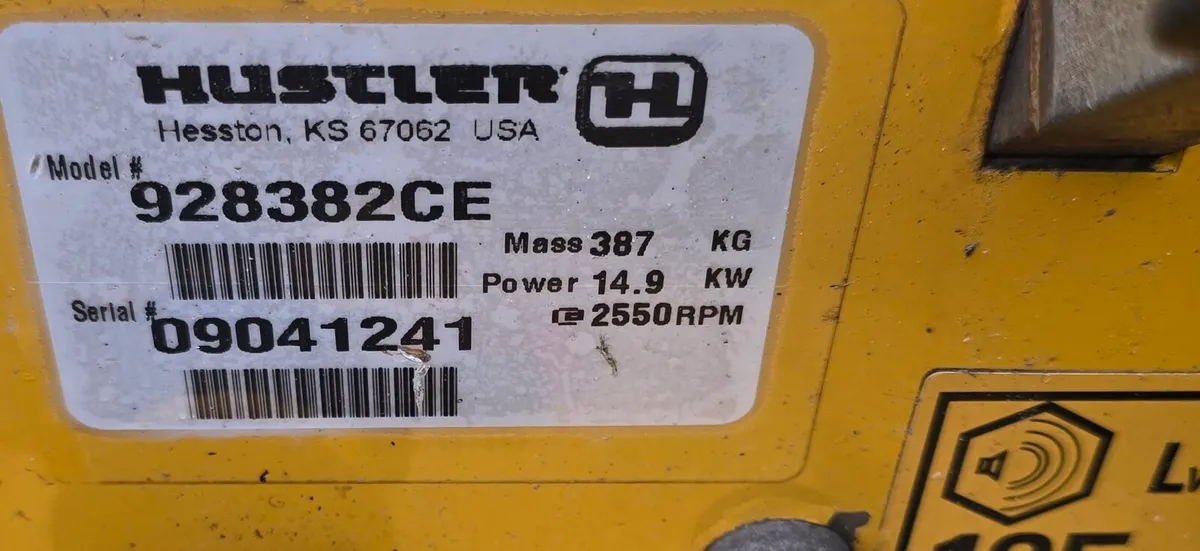 HUSTLER H
Hesston, KS 67062 USA
Model #
928382CE
Mass 387 KG
Power 14.9 KW
@ 2550 RPM
Serial #
09041241